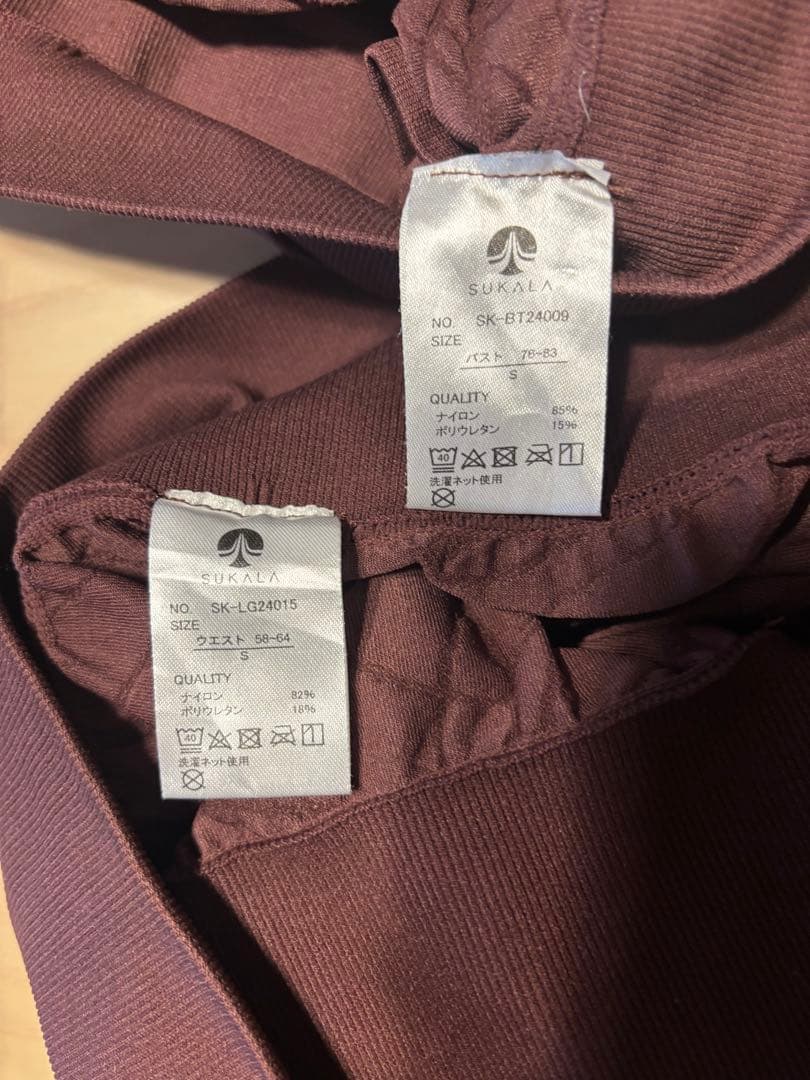 SUKALA
NO. SK-BT24009
SIZE
バスト 76-83
S
QUALITY
ナイロン 85%
ポリウレタン 15%
40
洗濯ネット使用
SUKALA
NO. SK-LG24015
SIZE
ウエスト 58-64
S
QUALITY
ナイロン 82%
ポリウレタン 18%
40
洗濯ネット使用